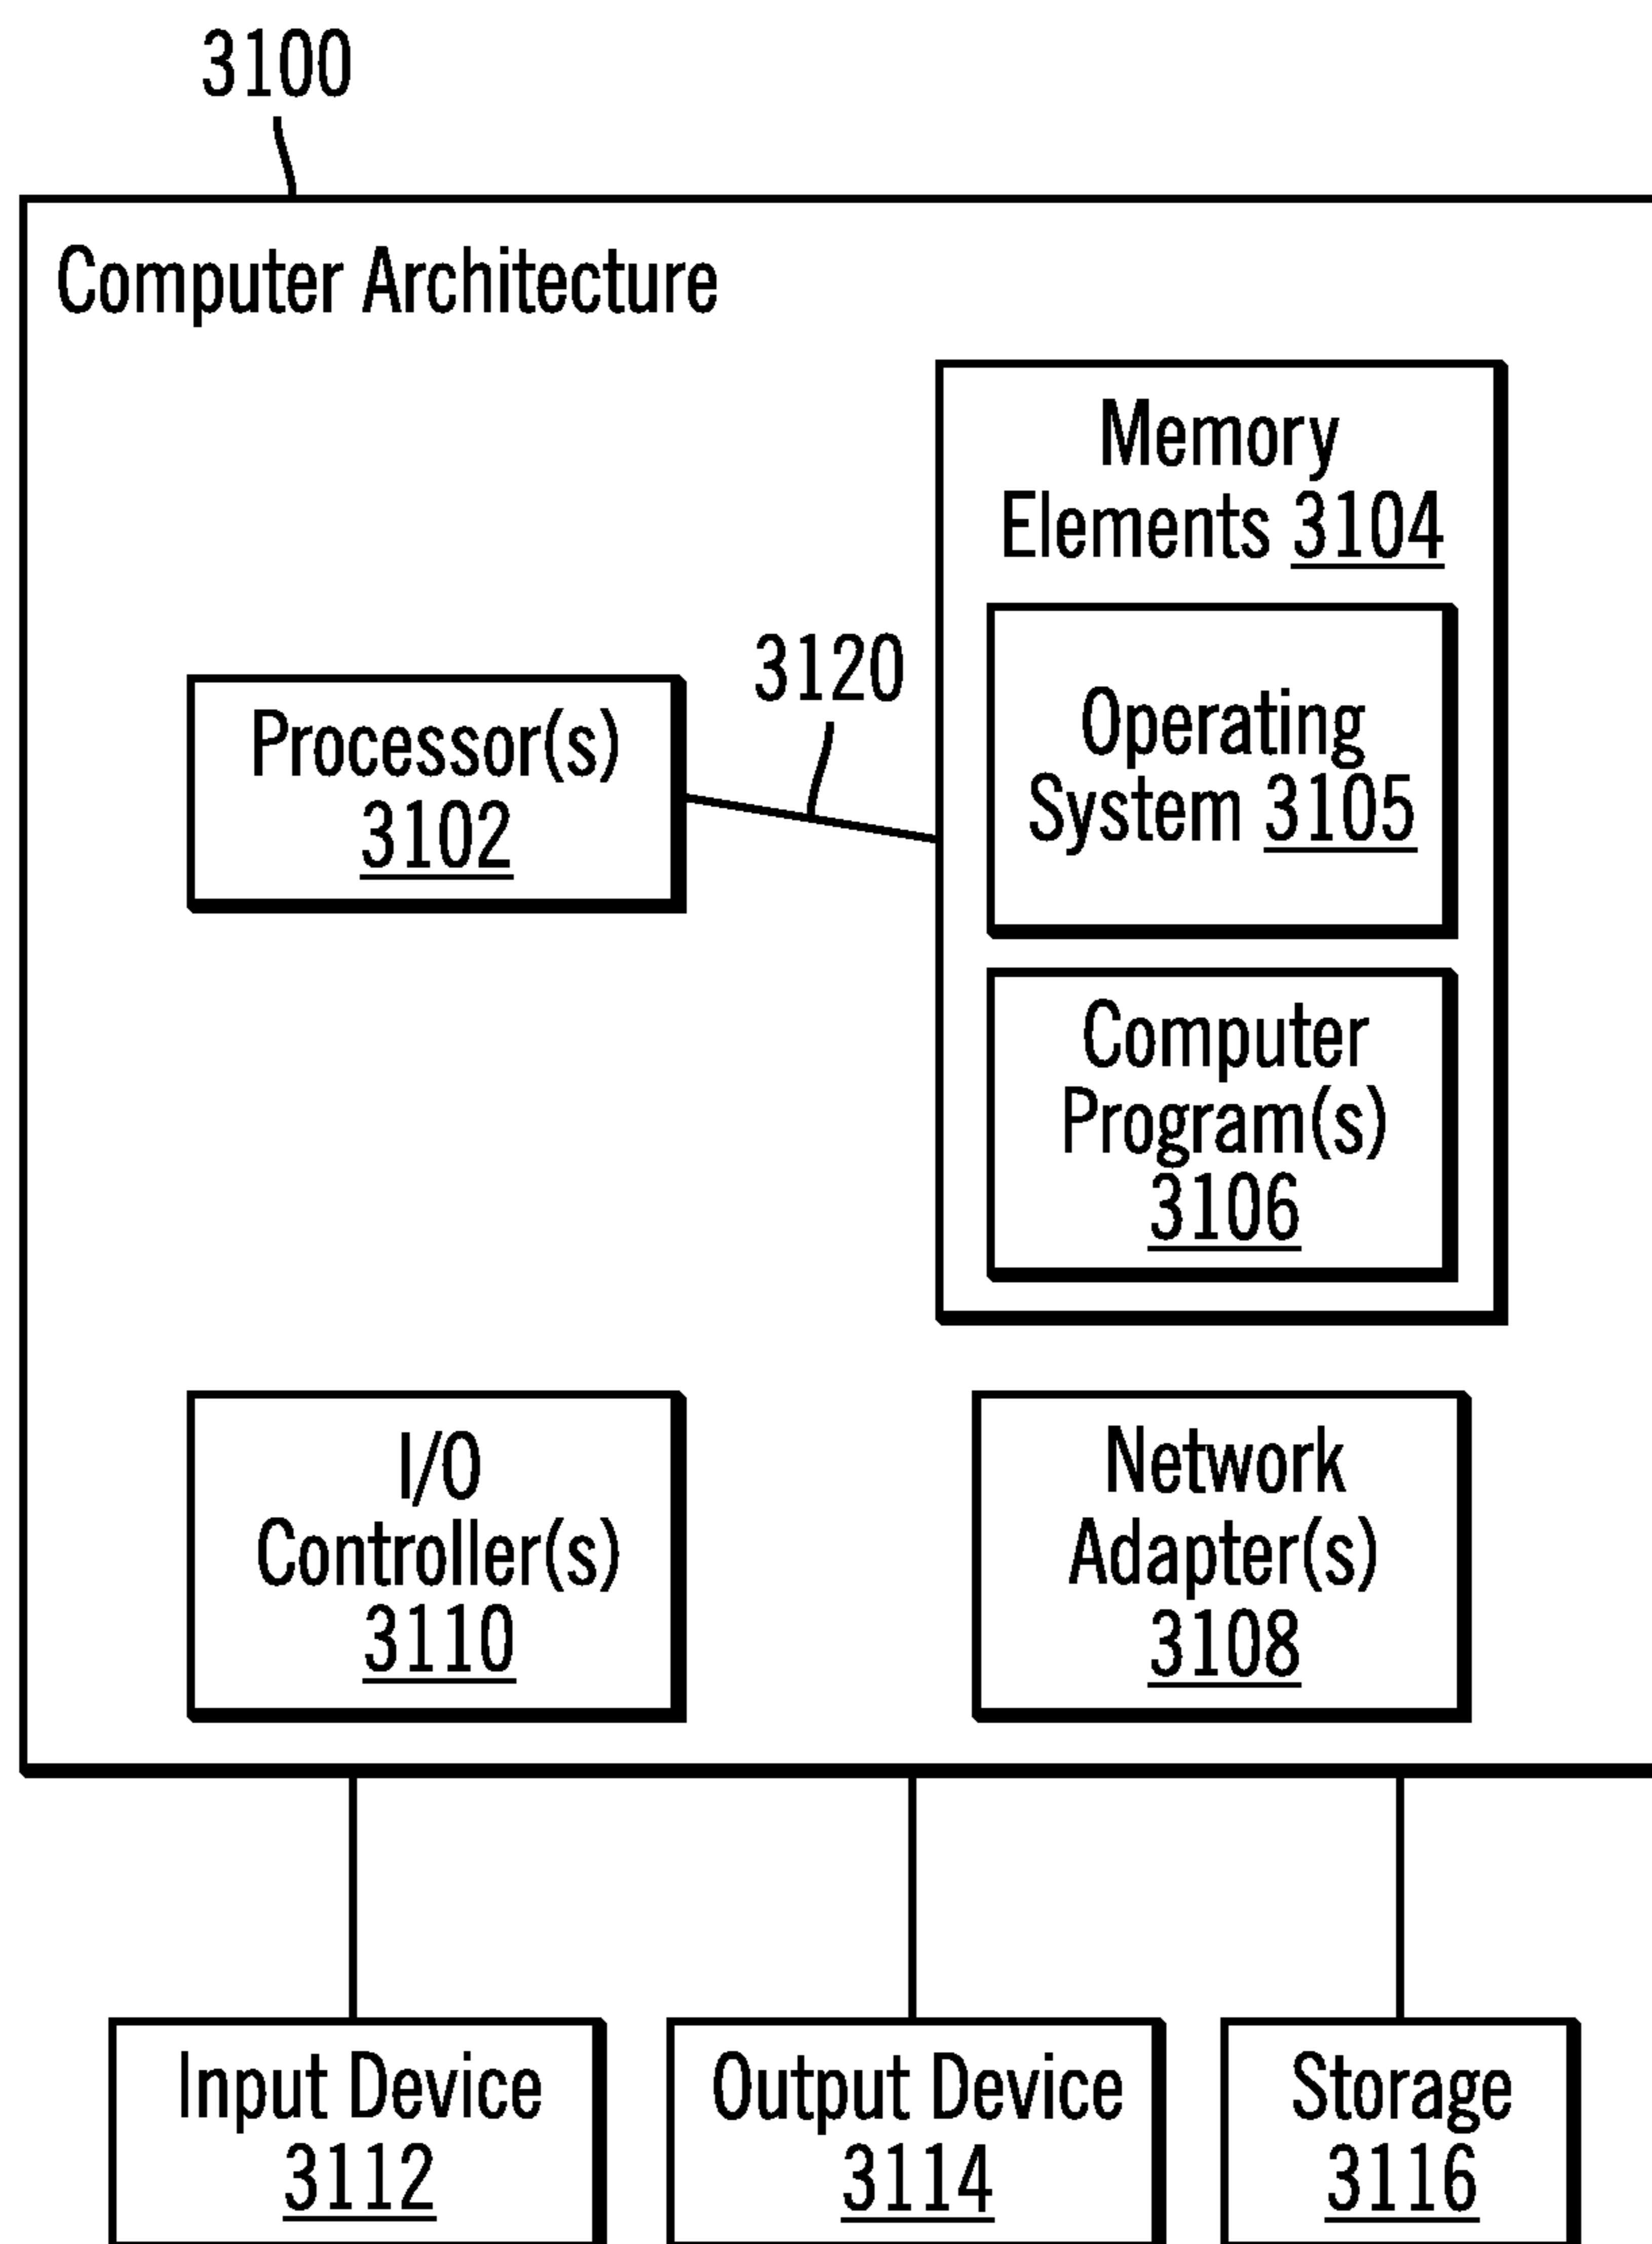 3100
Computer Architecture
Memory
Elements 3104
3120
Operating
System 3105
Processor(s)
3102
Computer
Program(s)
3106
I/O
Controller(s)
3110
Network
Adapter(s)
3108
Input Device
3112
Output Device
3114
Storage
3116